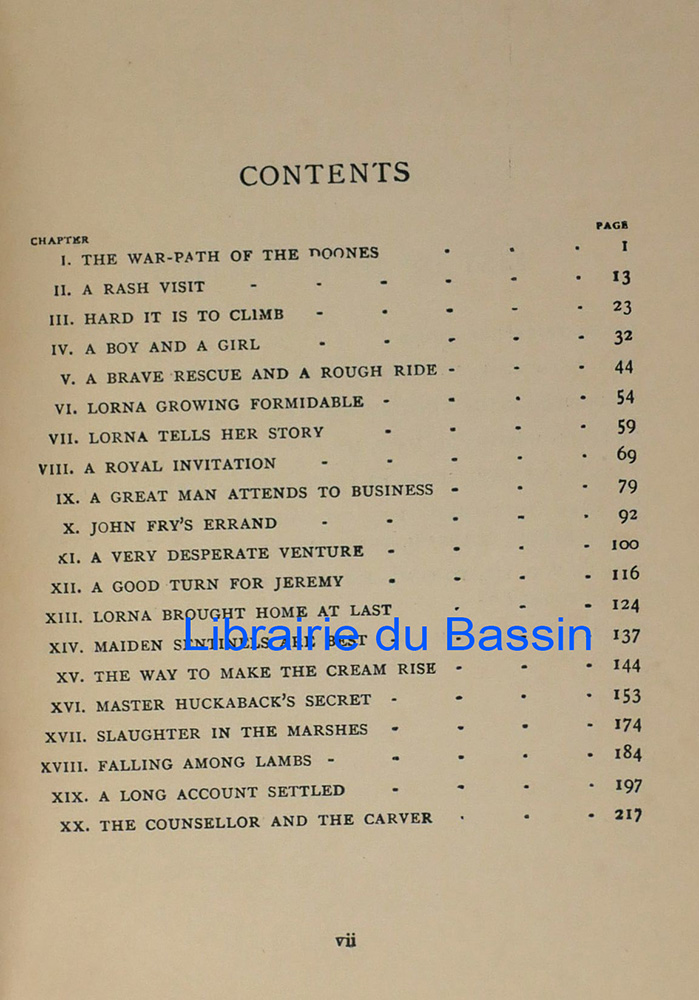 CONTENTS
CHAPTER PAGE
I. THE WAR-PATH OF THE DOONES - - - 1
II. A RASH VISIT - - - - - - 13
III. HARD IT IS TO CLIMB - - - - - 23
IV. A BOY AND A GIRL - - - - - 32
V. A BRAVE RESCUE AND A ROUGH RIDE - - - 44
VI. LORNA GROWING FORMIDABLE - - - - 54
VII. LORNA TELLS HER STORY - - - - 59
VIII. A ROYAL INVITATION - - - - - 69
IX. A GREAT MAN ATTENDS TO BUSINESS - - - 79
X. JOHN FRY'S ERRAND - - - - - 92
XI. A VERY DESPERATE VENTURE - - - - 100
XII. A GOOD TURN FOR JEREMY - - - - 116
XIII. LORNA BROUGHT HOME AT LAST - - - 124
XIV. MAIDEN SENTINELS ARE BEST - - - - 137
Librairie du Bassin
XV. THE WAY TO MAKE THE CREAM RISE - - - 144
XVI. MASTER HUCKABACK'S SECRET - - - - 153
XVII. SLAUGHTER IN THE MARSHES - - - - 174
XVIII. FALLING AMONG LAMBS - - - - - 184
XIX. A LONG ACCOUNT SETTLED - - - - 197
XX. THE COUNSELLOR AND THE CARVER - - - 217
vii